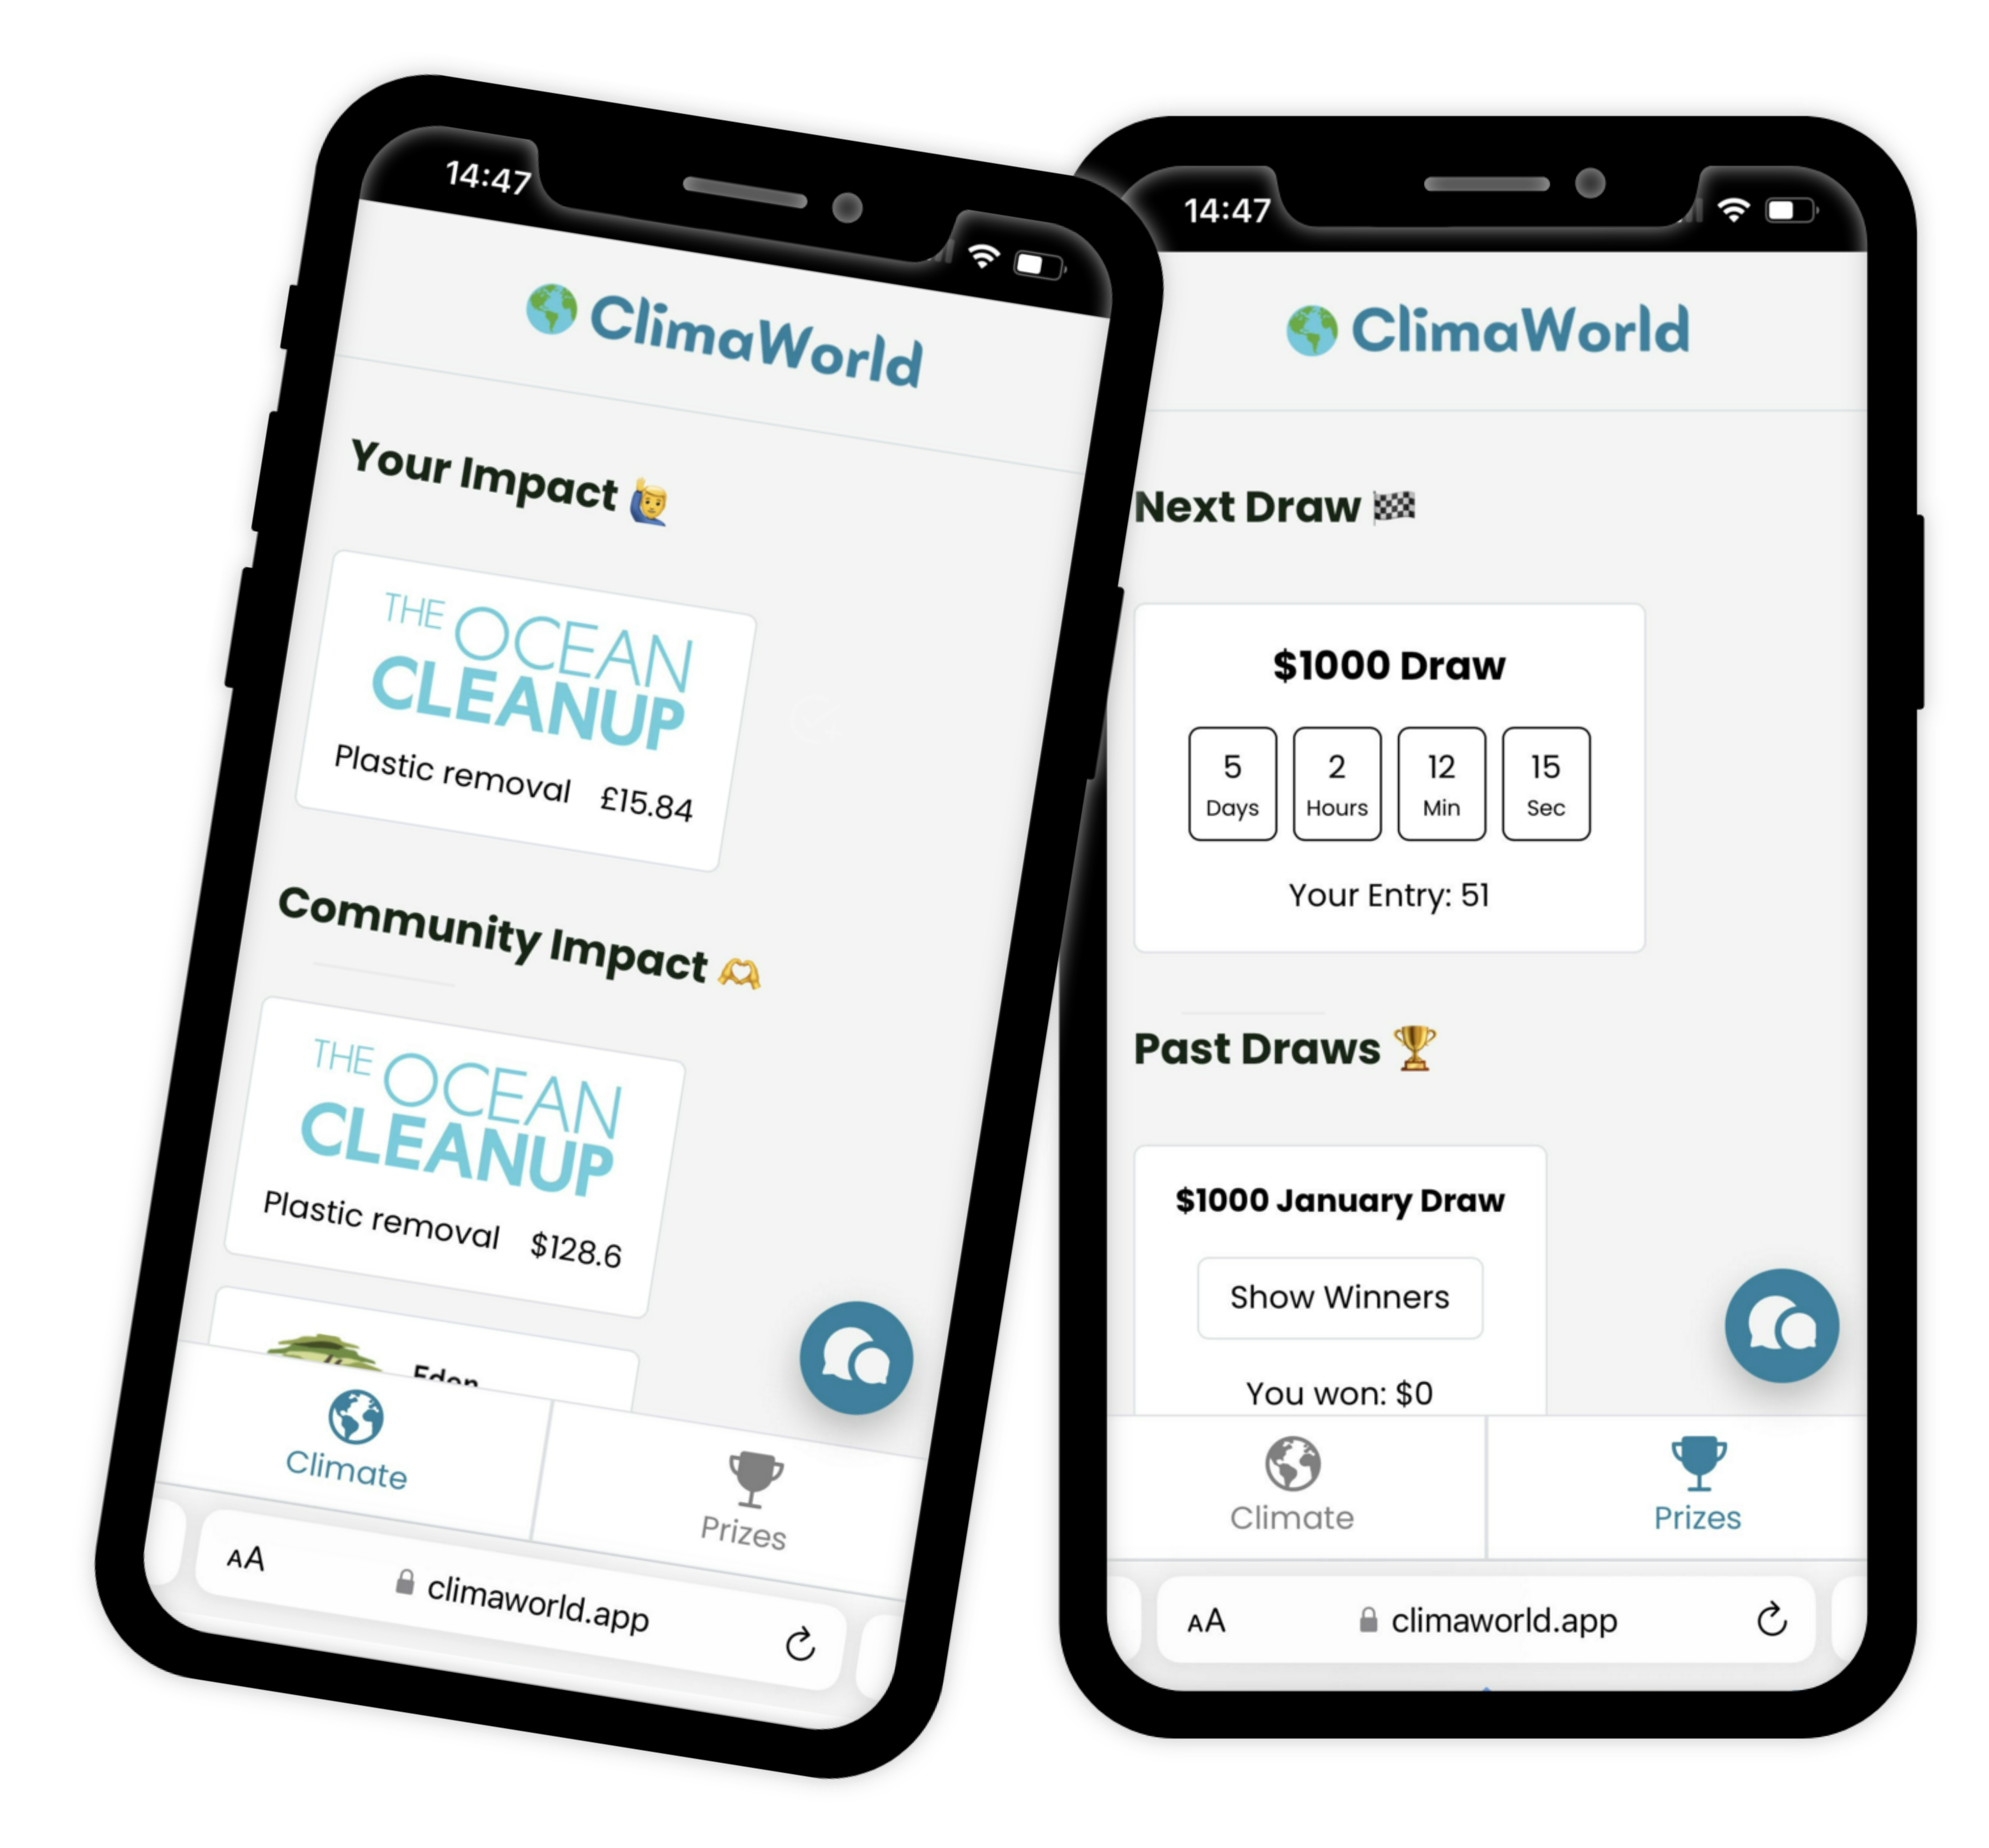 14:47
ClimaWorld
Your Impact
THE OCEAN
CLEANUP
Plastic removal £15.84
Community Impact
THE OCEAN
CLEANUP
Plastic removal $128.6
Eden
Climate
Prizes
AA climaworld.app
14:47
ClimaWorld
Next Draw
$1000 Draw
5 2 12 15
Days Hours Min Sec
Your Entry: 51
Past Draws
$1000 January Draw
Show Winners
You won: $0
Climate Prizes
AA climaworld.app